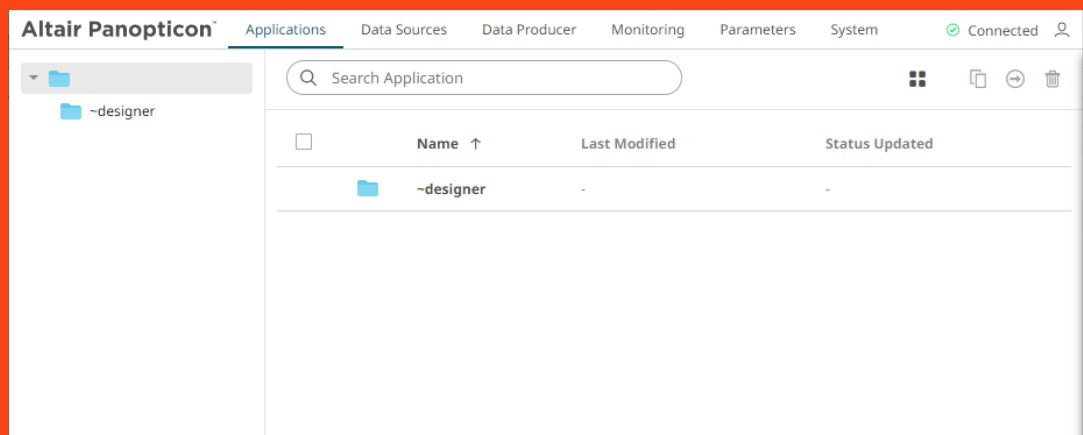 Altair Panopticon™ Applications Data Sources Data Producer Monitoring Parameters System Connected
Search Application
~designer
Name ↑ Last Modified Status Updated
~designer - -